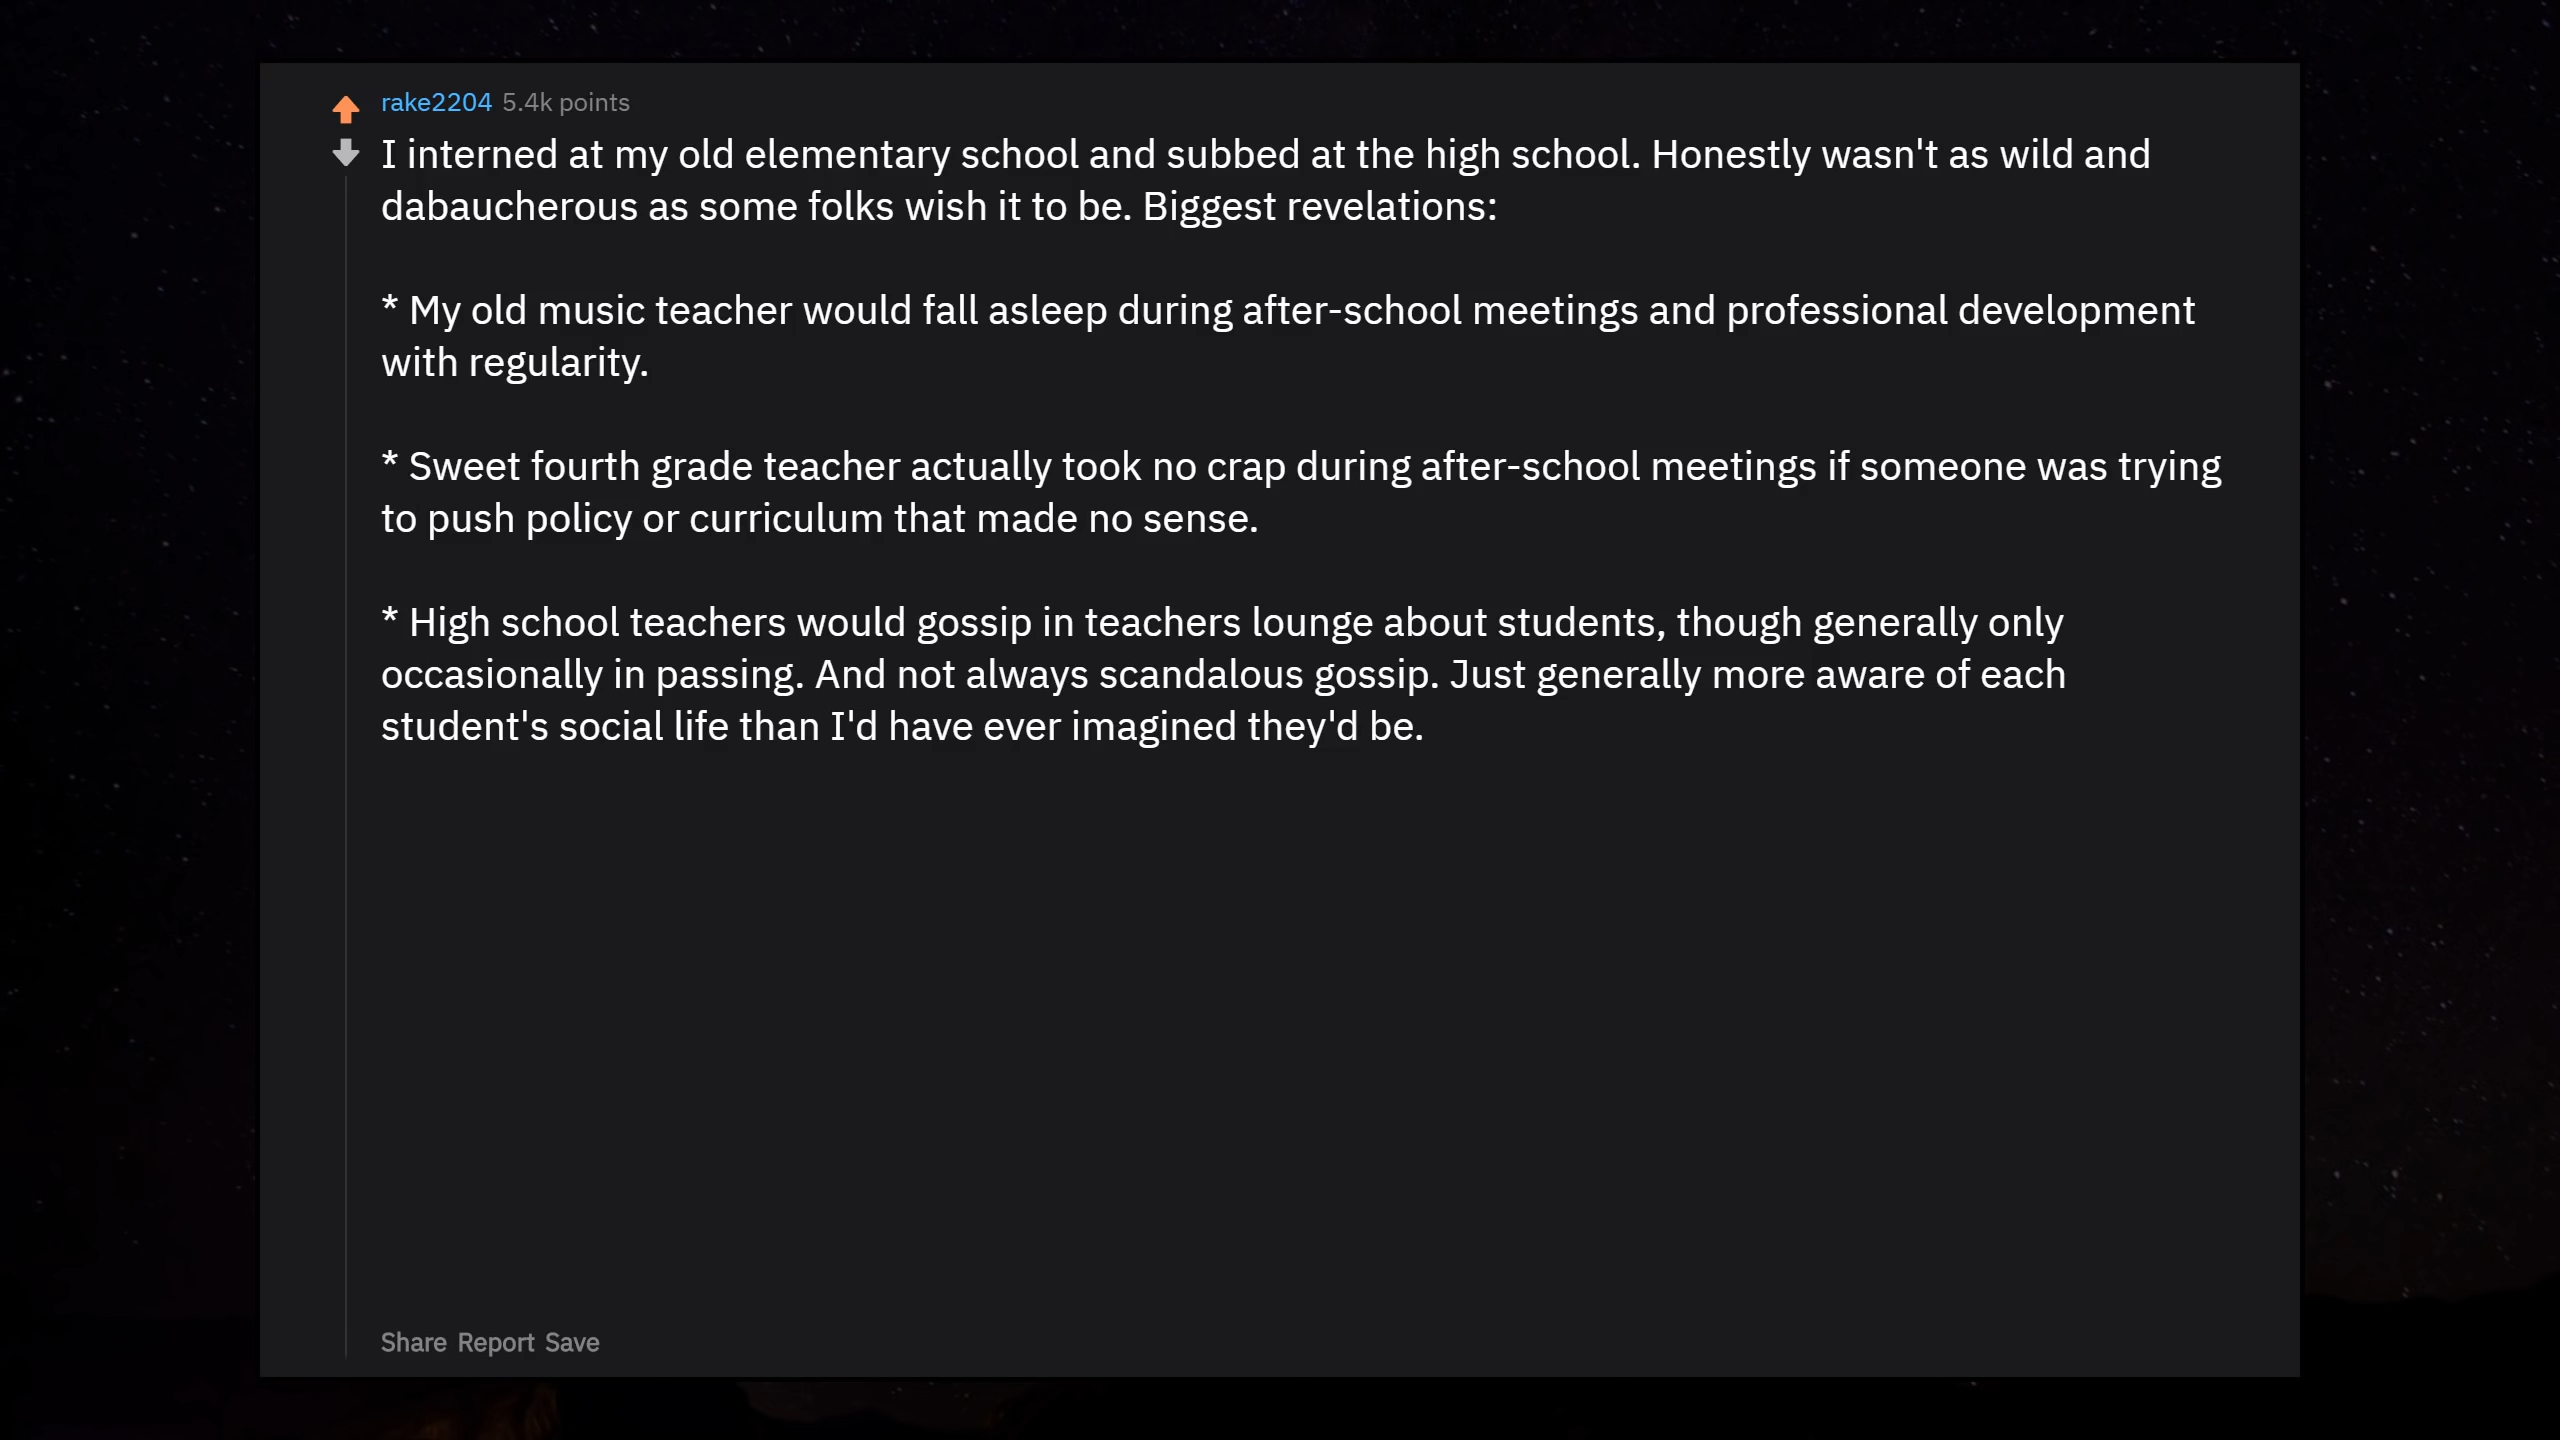 rake2204 5.4k points
I interned at my old elementary school and subbed at the high school. Honestly wasn't as wild and
dabaucherous as some folks wish it to be. Biggest revelations:
* My old music teacher would fall asleep during after-school meetings and professional development
with regularity.
* Sweet fourth grade teacher actually took no crap during after-school meetings if someone was trying
to push policy or curriculum that made no sense.
* High school teachers would gossip in teachers lounge about students, though generally only
occasionally in passing. And not always scandalous gossip. Just generally more aware of each
student's social life than I'd have ever imagined they'd be.
Share Report Save